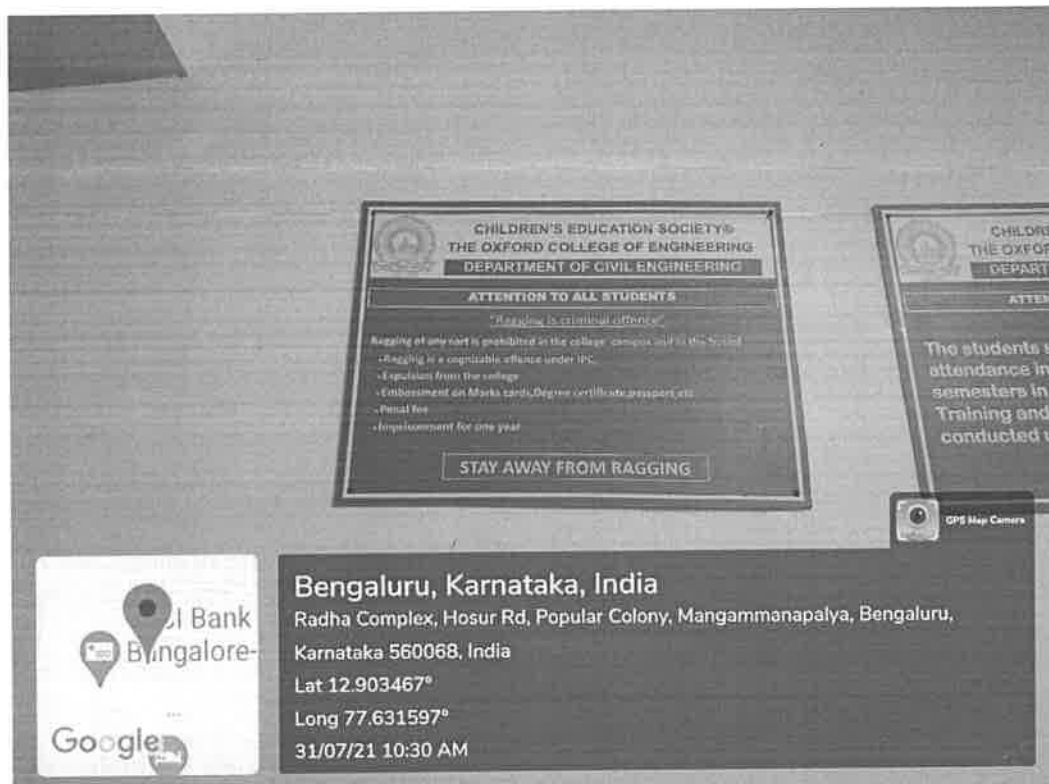 CHILDREN'S EDUCATION SOCIETY®
THE OXFORD COLLEGE OF ENGINEERING
DEPARTMENT OF CIVIL ENGINEERING
ATTENTION TO ALL STUDENTS
"Ragging is criminal offence"
Ragging of any sort is prohibited in the college campus and in the hostel
-Ragging is a cognizable offence under IPC.
-Expulsion from the college
-Embossment on Marks cards,Degree certificate,passport,etc
-Penal fee
-Imprisonment for one year
STAY AWAY FROM RAGGING
CHILDRE
THE OXFOR
DEPART
ATTEN
The students s
attendance in
semesters in
Training and
conducted u
GPS Map Camera
I Bank
Bangalore-
Google
Bengaluru, Karnataka, India
Radha Complex, Hosur Rd, Popular Colony, Mangammanapalya, Bengaluru,
Karnataka 560068, India
Lat 12.903467°
Long 77.631597°
31/07/21 10:30 AM